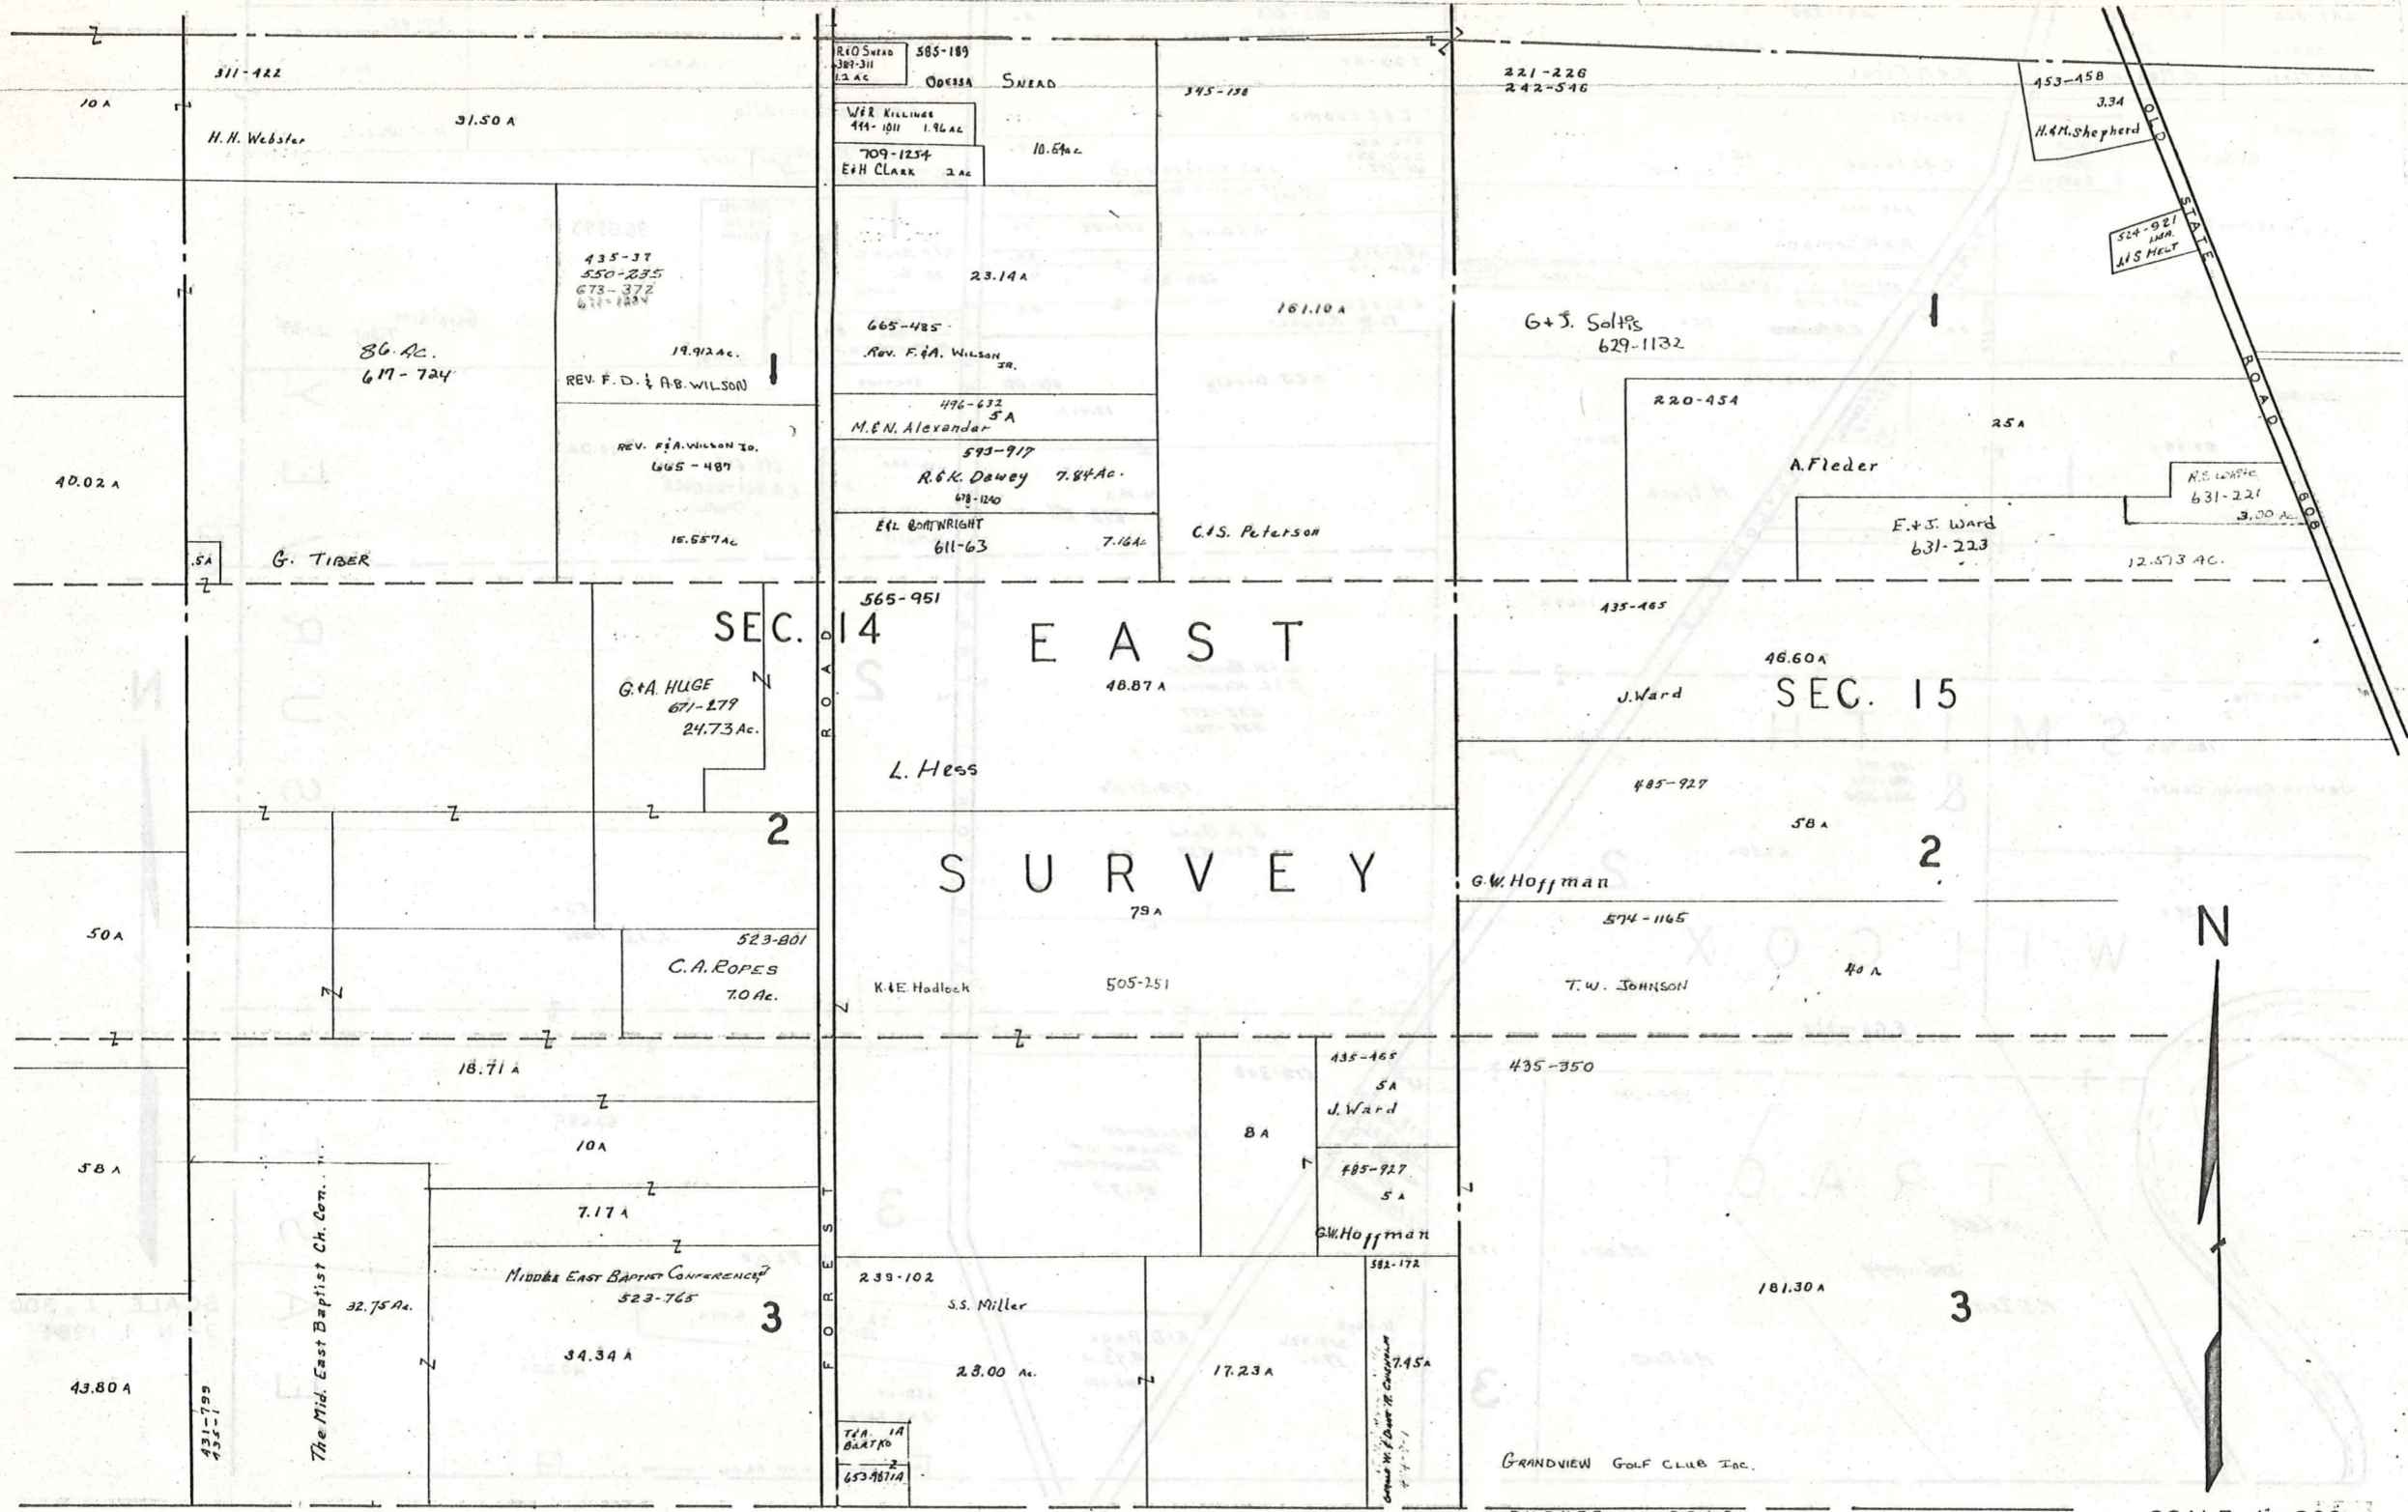 10 A
311-422
H. H. Webster
31.50 A
R&O SNEAD
387-311
1.2 AC
585-189
ODESSA SNEAD
W&R KILLINGS
444-1011 1.96 AC
709-1254
E&H CLARK 2 AC
10.54 AC
345-138
221-226
242-546
453-458
3.34
H. & M. Shepherd
OLD STATE ROAD 608
524-921
J&S HELT
86. AC.
617-724
G. TIBER
.5A
40.02 A
435-37
550-235
673-372
19.912 AC.
REV. F. D. & A.B. WILSON
1
REV. F&A. WILSON JR.
665-487
15.557 AC
23.14 A
665-485
REV. F. & A. WILSON JR.
496-632
5 A
M. & N. Alexander
593-917
R. & K. Dewey 7.84 AC.
678-1240
E&L BOATWRIGHT
611-63
7.16 AC
161.10 A
C. & S. Peterson
G + J. Soltis
629-1132
1
220-454
25 A
A. Fleder
R.S. White
631-221
3.00 AC.
E. + J. WARD
631-223
12.513 AC.
SEC. 14
565-951
EAST
48.87 A
L. Hess
G. & A. HUGE
671-279
24.73 AC.
2
435-465
46.60 A
J. Ward
SEC. 15
485-927
58 A
2
G. W. Hoffman
SURVEY
79 A
K. & E. Hadlock
505-251
50 A
523-801
C. A. ROPES
7.0 AC.
574-1165
T. W. JOHNSON
40 A
N
FOREST ROAD
18.71 A
10 A
7.17 A
58 A
The Mid. East Baptist Ch. Con.
32.75 AC.
431-799
435-1
43.80 A
MIDDLE EAST BAPTIST CONFERENCE
523-765
34.34 A
3
8 A
435-465
5 A
J. Ward
485-927
5 A
G.W. Hoffman
239-102
S.S. Miller
23.00 AC.
17.23 A
582-172
7.45 A
T&A. 1A
BARTKO
435-350
181.30 A
3
GRANDVIEW GOLF CLUB INC.